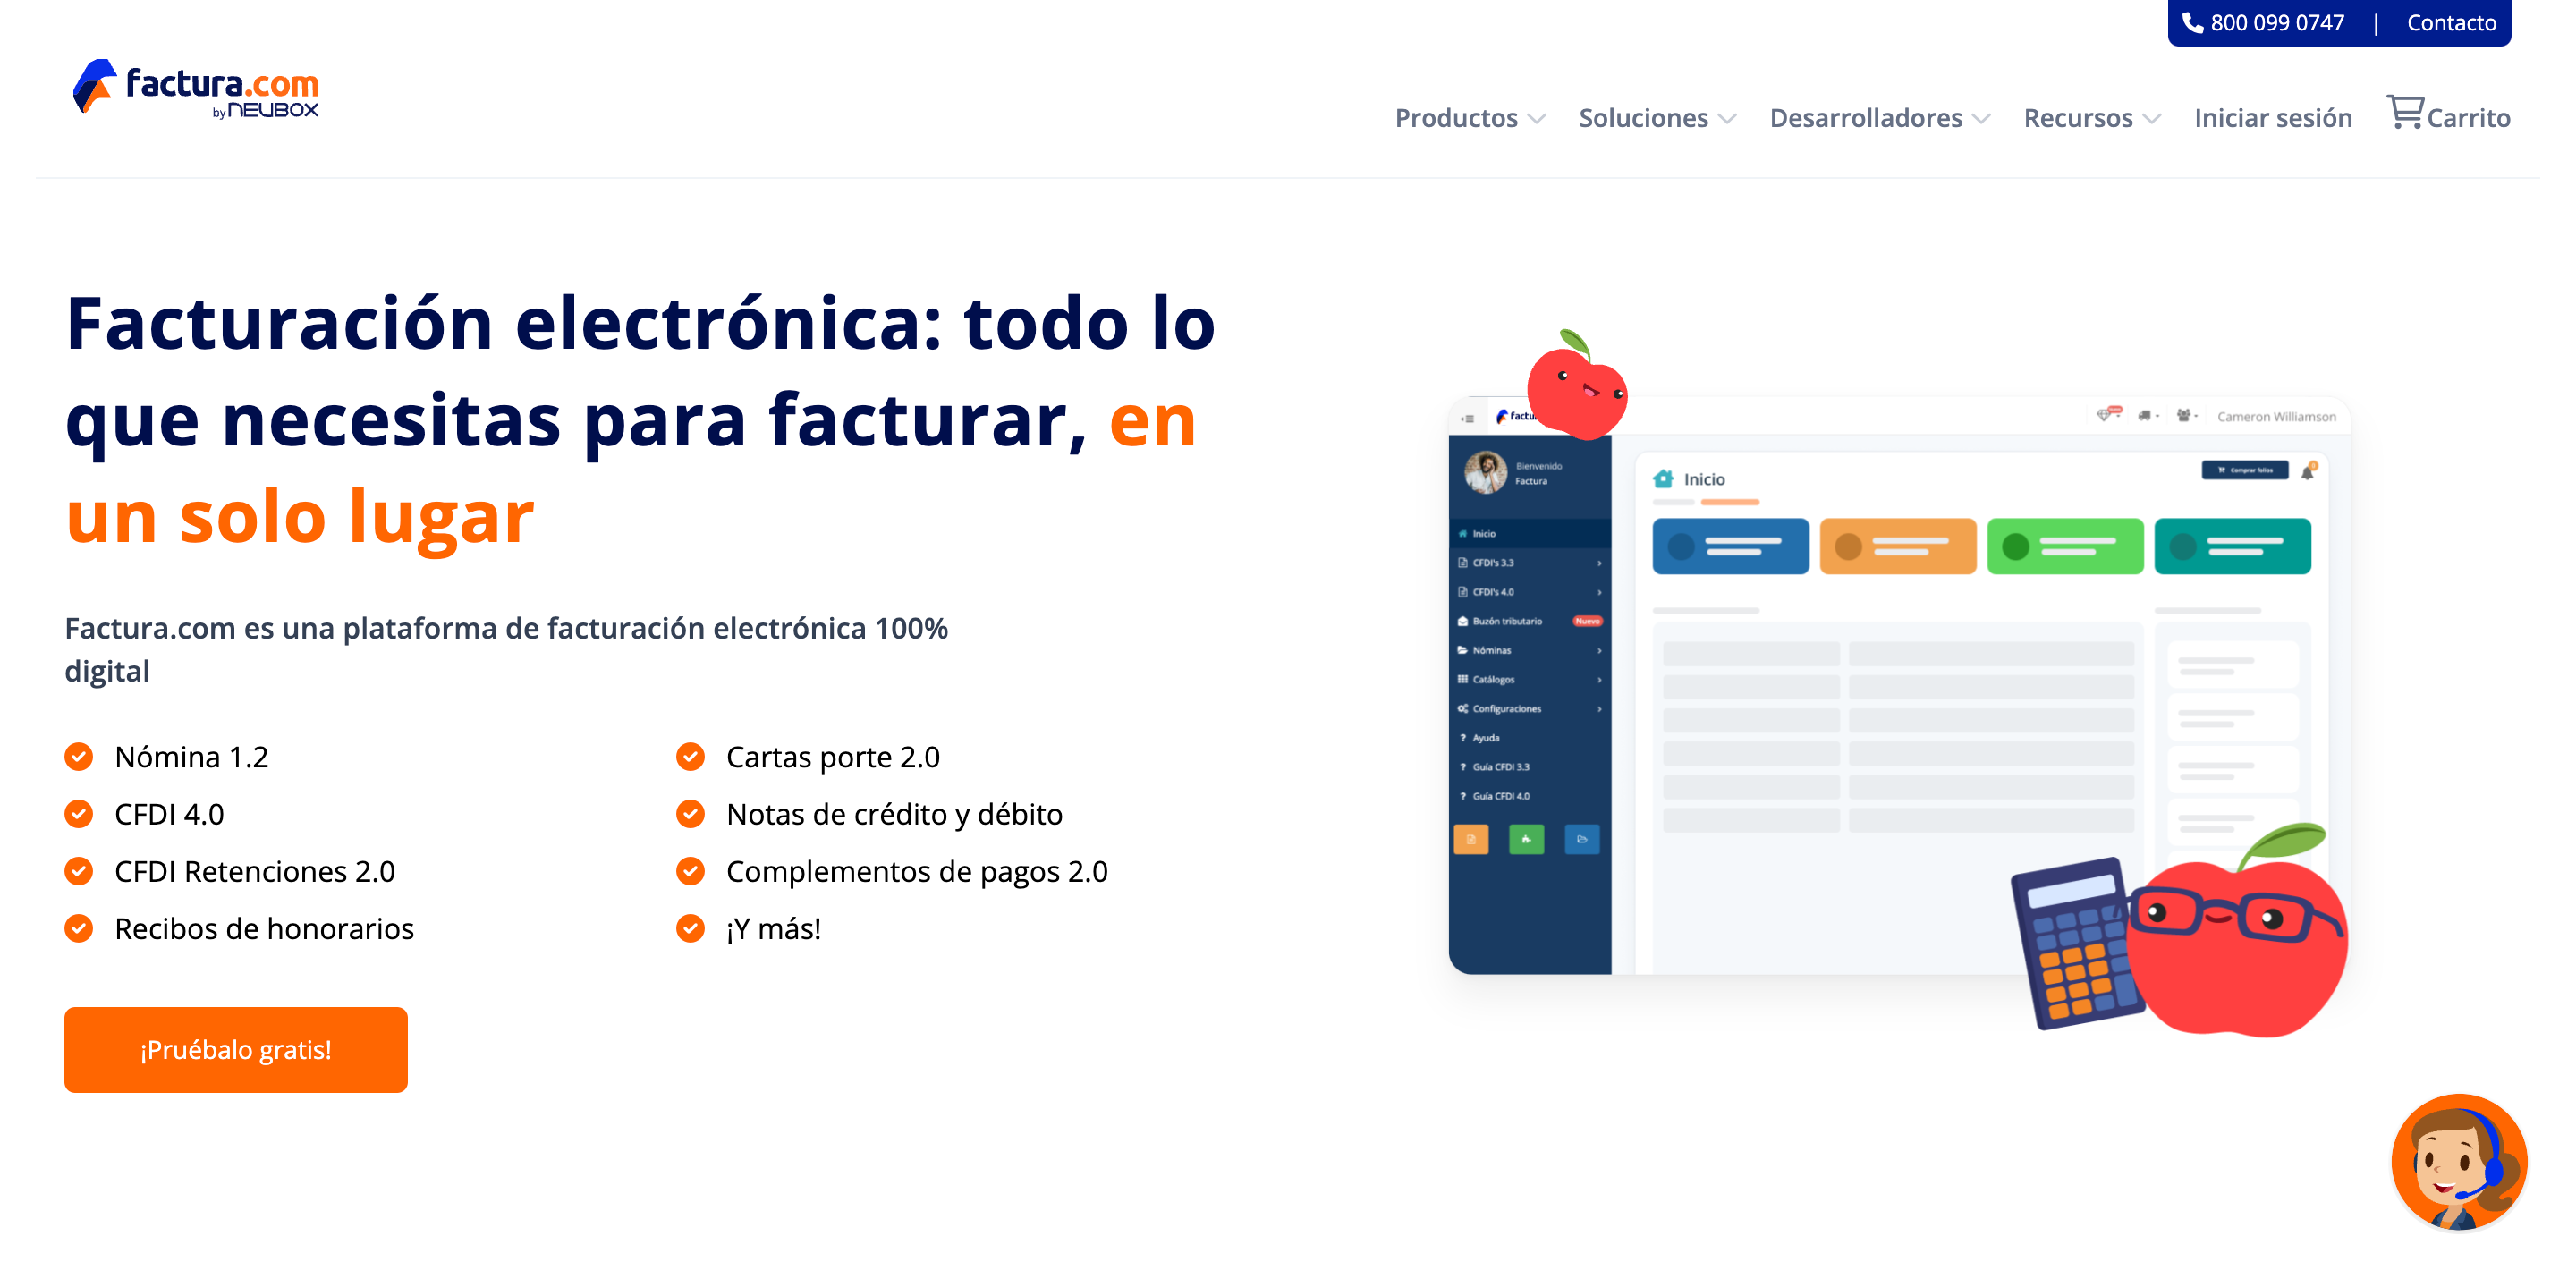 800 099 0747 | Contacto
factura.com
by NEUBOX
Productos Soluciones Desarrolladores Recursos Iniciar sesión Carrito
Facturación electrónica: todo lo
que necesitas para facturar, en
un solo lugar
Factura.com es una plataforma de facturación electrónica 100%
digital
Nómina 1.2
CFDI 4.0
CFDI Retenciones 2.0
Recibos de honorarios
Cartas porte 2.0
Notas de crédito y débito
Complementos de pagos 2.0
¡Y más!
¡Pruébalo gratis!
Cameron Williamson
Bienvenido
Factura
Inicio
CFDI's 3.3
CFDI's 4.0
Buzón tributario Nuevo
Nóminas
Catálogos
Configuraciones
? Ayuda
? Guía CFDI 3.3
? Guía CFDI 4.0
Inicio
Comprar folios